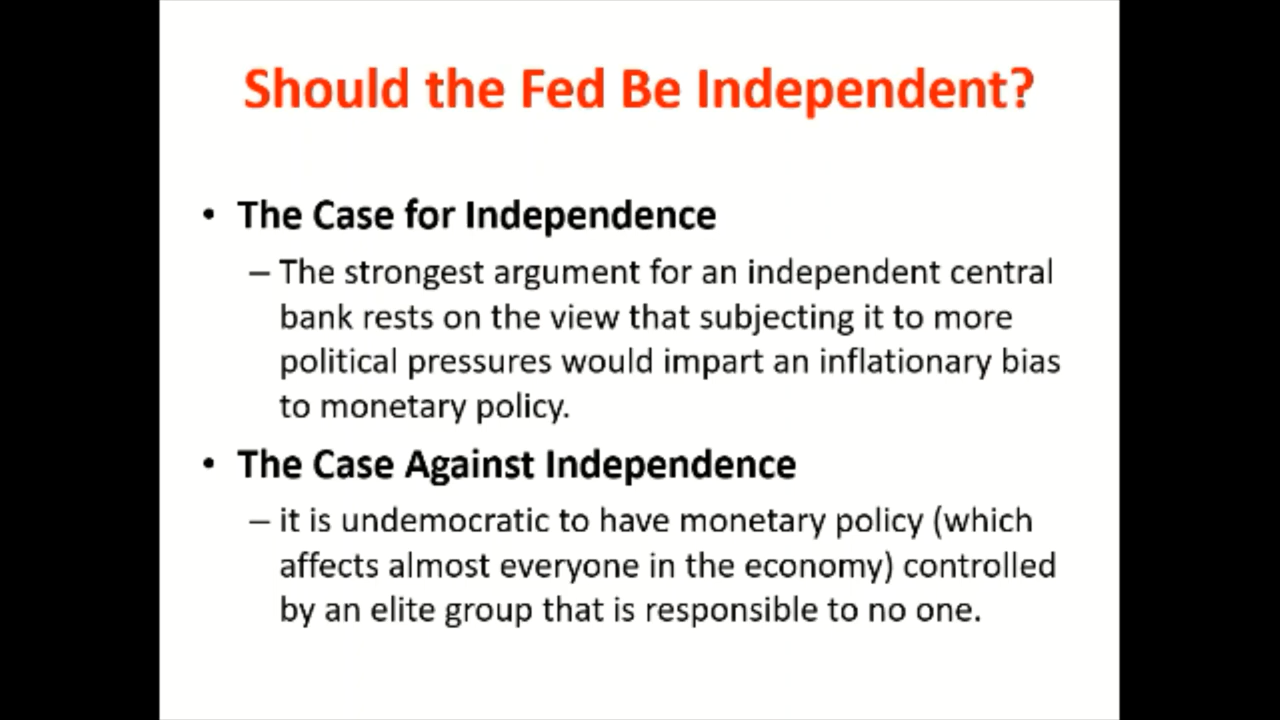 Should the Fed Be Independent?
• The Case for Independence
– The strongest argument for an independent central
bank rests on the view that subjecting it to more
political pressures would impart an inflationary bias
to monetary policy.
• The Case Against Independence
– it is undemocratic to have monetary policy (which
affects almost everyone in the economy) controlled
by an elite group that is responsible to no one.